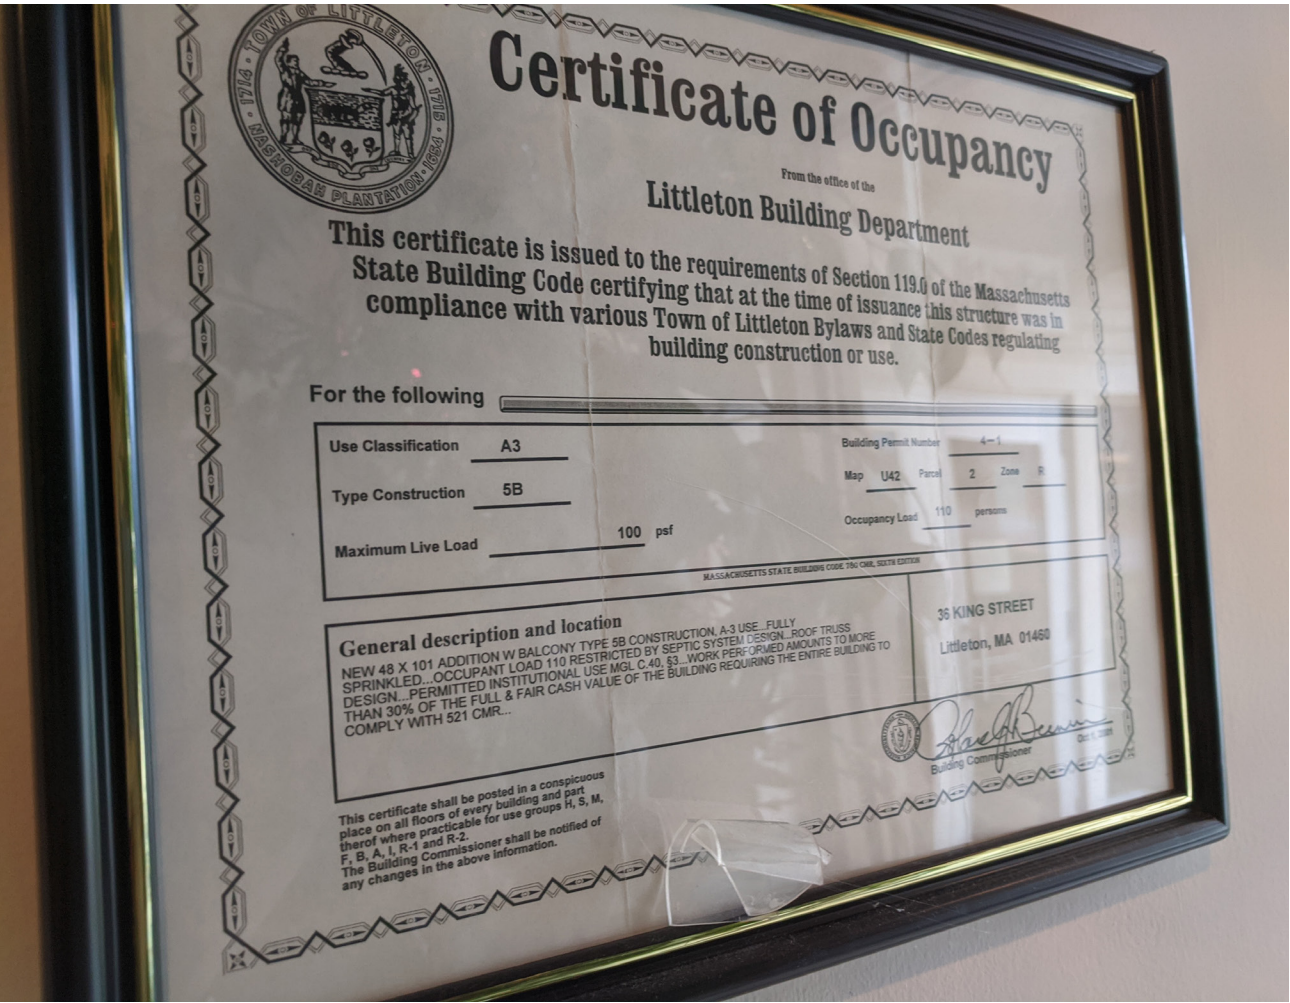 TOWN OF LITTLETON · 1715 · 1664 · NASHOBAH PLANTATION · 1714 ·
Certificate of Occupancy
From the office of the
Littleton Building Department
This certificate is issued to the requirements of Section 119.0 of the Massachusetts
State Building Code certifying that at the time of issuance this structure was in
compliance with various Town of Littleton Bylaws and State Codes regulating
building construction or use.
For the following
Use Classification A3
Building Permit Number 4-1
Type Construction 5B
Map U42 Parcel 2 Zone R
Maximum Live Load 100 psf
Occupancy Load 110 persons
MASSACHUSETTS STATE BUILDING CODE 780 CMR, SIXTH EDITION
General description and location
NEW 48 X 101 ADDITION W BALCONY TYPE 5B CONSTRUCTION, A-3 USE...FULLY
SPRINKLED...OCCUPANT LOAD 110 RESTRICTED BY SEPTIC SYSTEM DESIGN...ROOF TRUSS
DESIGN...PERMITTED INSTITUTIONAL USE MGL C.40, §3...WORK PERFORMED AMOUNTS TO MORE
THAN 30% OF THE FULL & FAIR CASH VALUE OF THE BUILDING REQUIRING THE ENTIRE BUILDING TO
COMPLY WITH 521 CMR...
36 KING STREET
Littleton, MA 01460
Building Commissioner
This certificate shall be posted in a conspicuous
place on all floors of every building and part
therof where practicable for use groups H, S, M,
F, B, A, I, R-1 and R-2.
The Building Commissioner shall be notified of
any changes in the above information.